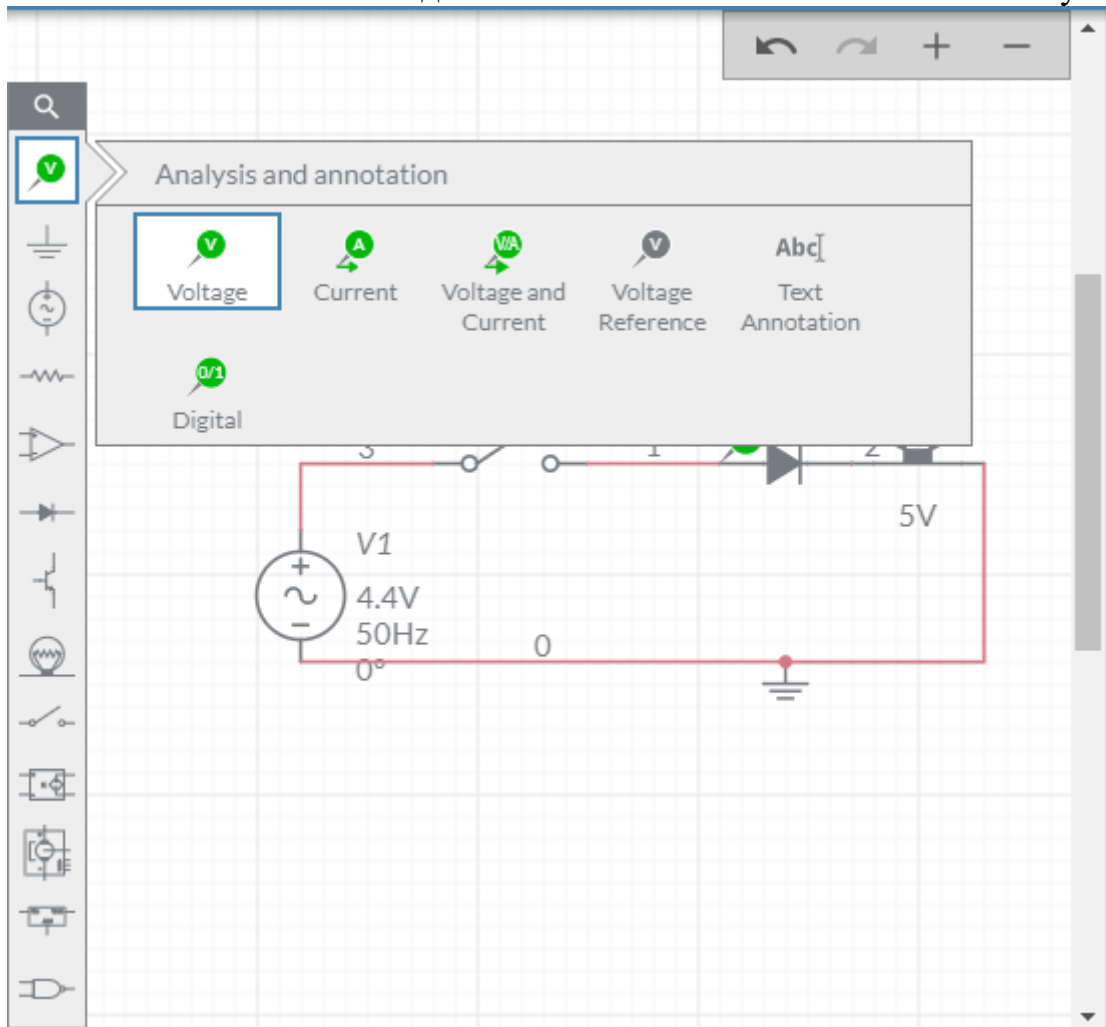 V
Analysis and annotation
V
A
V/A
V
Abc
Voltage
Current
Voltage and
Current
Voltage
Reference
Text
Annotation
0/1
Digital
3
1
2
5V
V1
4.4V
50Hz
0°
0